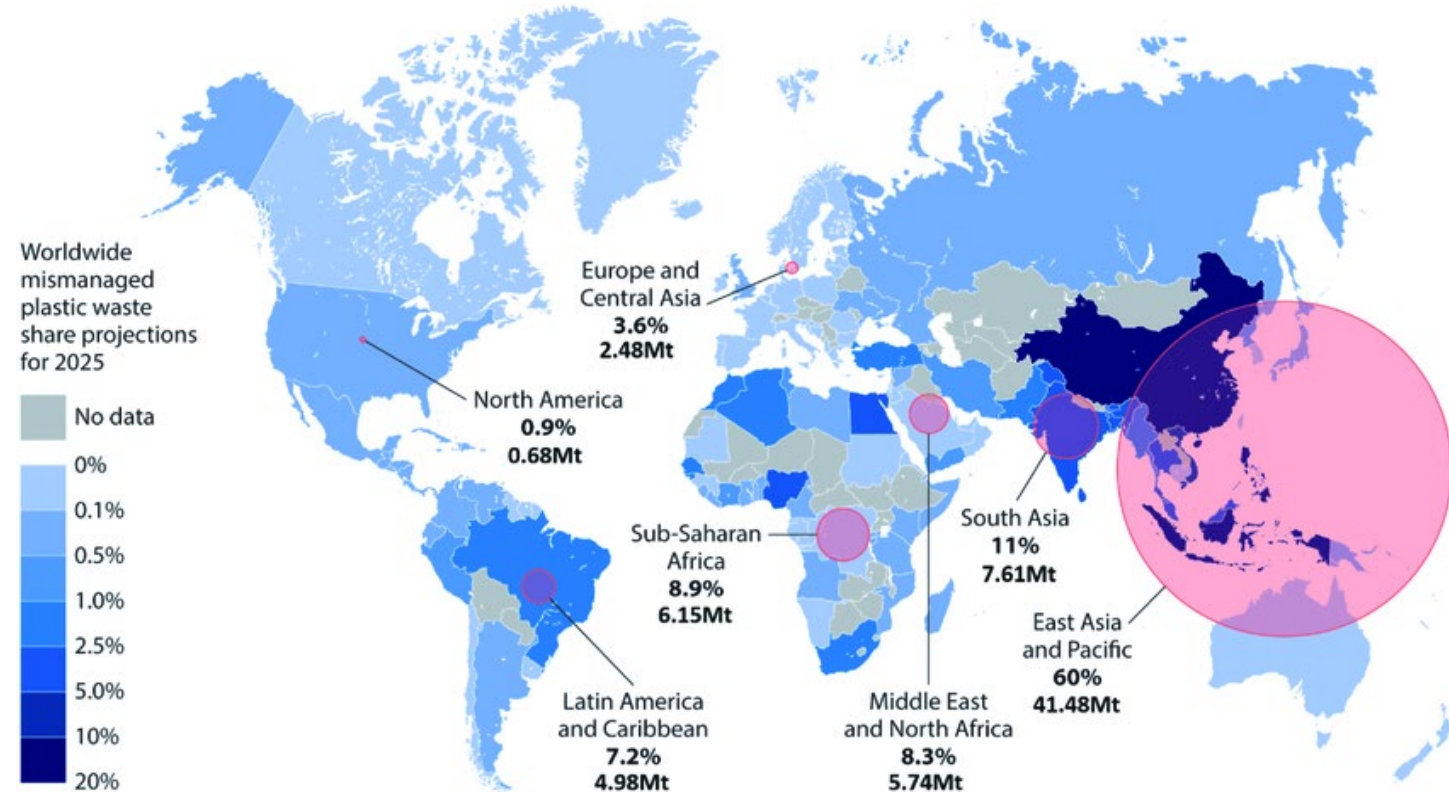 Worldwide
mismanaged
plastic waste
share projections
for 2025
No data
0%
0.1%
0.5%
1.0%
2.5%
5.0%
10%
20%
Europe and
Central Asia
3.6%
2.48Mt
North America
0.9%
0.68Mt
Sub-Saharan
Africa
8.9%
6.15Mt
South Asia
11%
7.61Mt
East Asia
and Pacific
60%
41.48Mt
Latin America
and Caribbean
7.2%
4.98Mt
Middle East
and North Africa
8.3%
5.74Mt